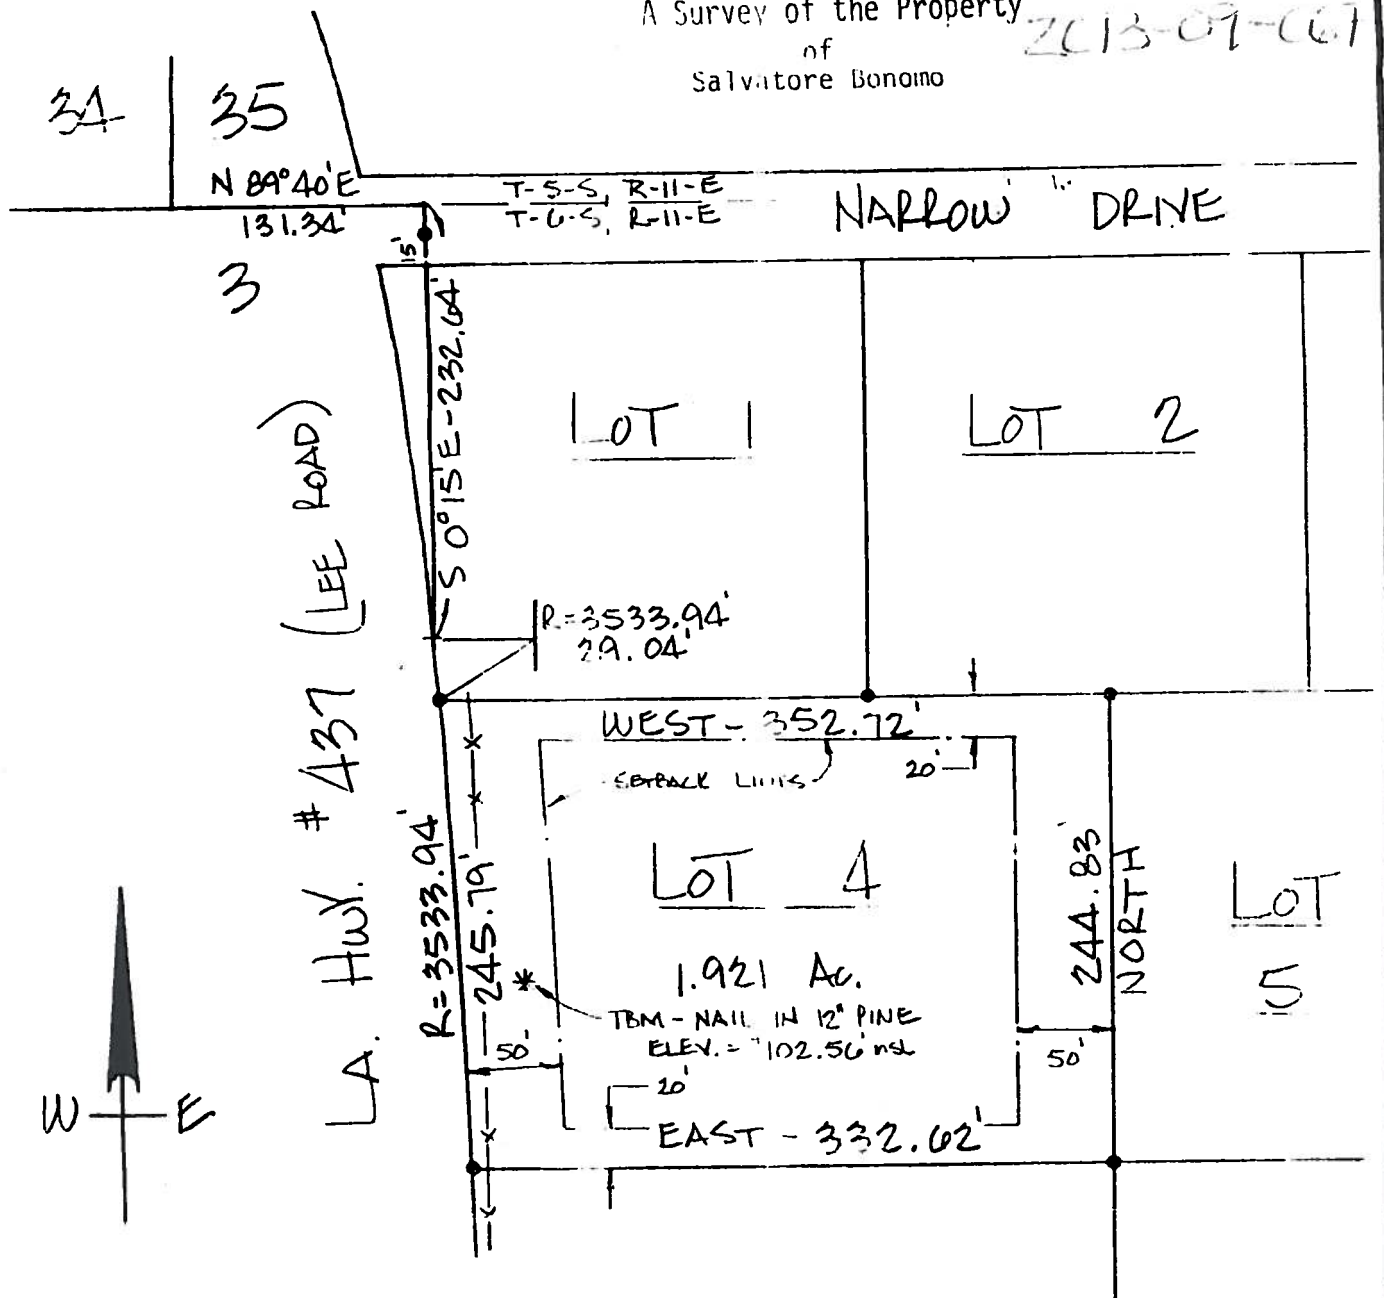 A Survey of the Property
of
Salvatore Bonomo
34
35
N 89°40'E
131.34'
T-5-S, R-11-E
T-6-S, R-11-E
NARROW DRIVE
15'
3
S 0°15'E-232.64'
LOT 1
LOT 2
LA. HWY. #437 (LEE ROAD)
R=3533.94'
29.04'
WEST - 352.72'
SETBACK LINES
20'
LOT 4
1.921 Ac.
R=3533.94'
245.79'
TBM - NAIL IN 12" PINE
ELEV. = 102.56' msl
50'
50'
244.83'
NORTH
LOT
5
20'
EAST - 332.62'
W
E